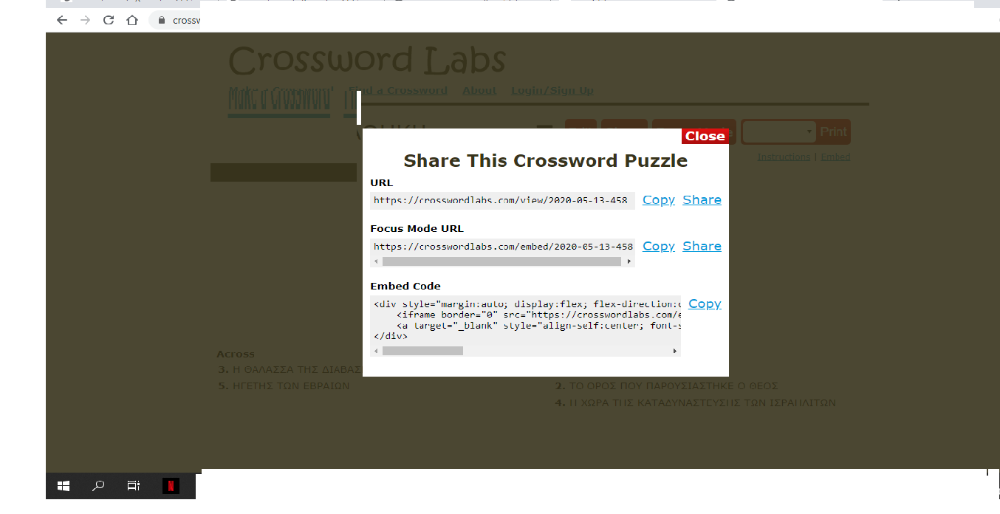 crossw
Crossword Labs
Make a Crossword
Find a Crossword About Login/Sign Up
Print
Instructions | Embed
Close
Share This Crossword Puzzle
URL
https://crosswordlabs.com/view/2020-05-13-458 Copy Share
Focus Mode URL
https://crosswordlabs.com/embed/2020-05-13-458 Copy Share
Embed Code
<div style="margin:auto; display:flex; flex-direction:c Copy
<iframe border="0" src="https://crosswordlabs.com/e
<a target="_blank" style="align-self:center; font-s
</div>
Across
3. Η ΘΑΛΑΣΣΑ ΤΗΣ ΔΙΑΒΑΣ
5. ΗΓΕΤΗΣ ΤΩΝ ΕΒΡΑΙΩΝ
2. ΤΟ ΟΡΟΣ ΠΟΥ ΠΑΡΟΥΣΙΑΣΤΗΚΕ Ο ΘΕΟΣ
4. Η ΧΩΡΑ ΤΗΣ ΚΑΤΑΔΥΝΑΣΤΕΥΣΗΣ ΤΩΝ ΙΣΡΑΗΛΙΤΩΝ